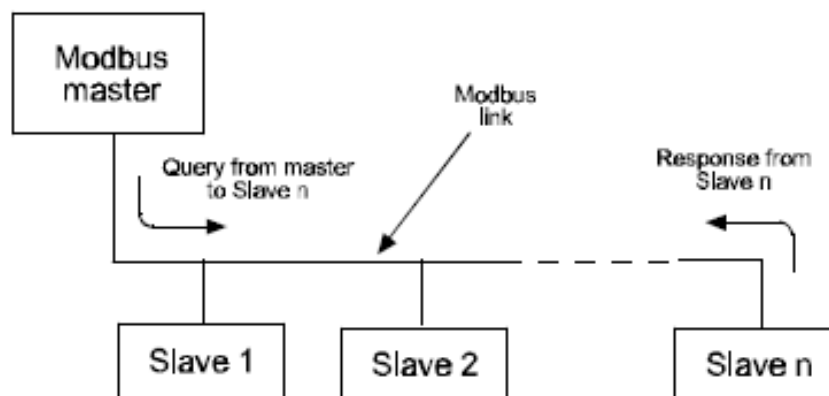 Modbus
master
Modbus
link
Query from master
to Slave n
Response from
Slave n
Slave 1
Slave 2
Slave n